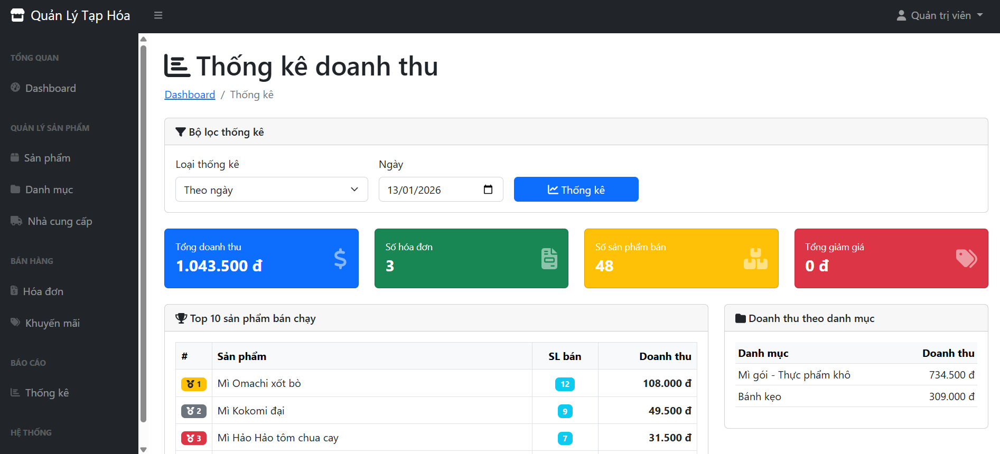 Quản Lý Tạp Hóa
Quản trị viên
TỔNG QUAN
Dashboard
QUẢN LÝ SẢN PHẨM
Sản phẩm
Danh mục
Nhà cung cấp
BÁN HÀNG
Hóa đơn
Khuyến mãi
BÁO CÁO
Thống kê
HỆ THỐNG
Thống kê doanh thu
Dashboard / Thống kê
Bộ lọc thống kê
Loại thống kê
Theo ngày
Ngày
13/01/2026
Thống kê
Tổng doanh thu
1.043.500 đ
Số hóa đơn
3
Số sản phẩm bán
48
Tổng giảm giá
0 đ
Top 10 sản phẩm bán chạy
# Sản phẩm SL bán Doanh thu
1 Mì Omachi xốt bò 12 108.000 đ
2 Mì Kokomi đại 9 49.500 đ
3 Mì Hảo Hảo tôm chua cay 7 31.500 đ
Doanh thu theo danh mục
Danh mục Doanh thu
Mì gói - Thực phẩm khô 734.500 đ
Bánh kẹo 309.000 đ